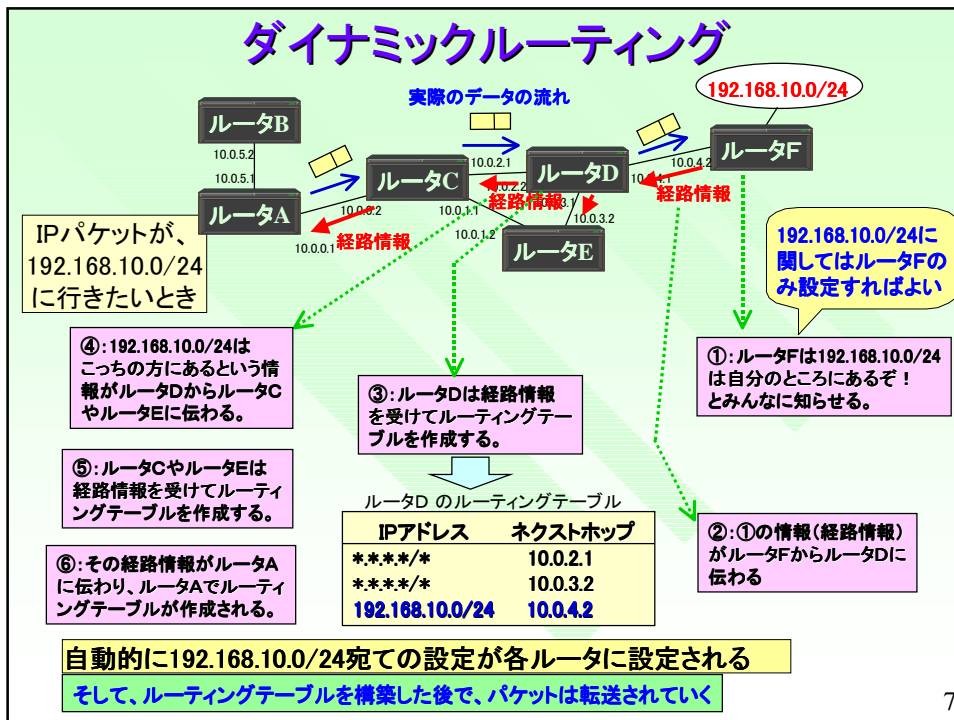 ダイナミックルーティング
実際のデータの流れ
192.168.10.0/24
ルータB
ルータF
10.0.5.2
10.0.2.1
10.0.4.2
10.0.5.1
ルータC
ルータD
10.0.2.2
ルータA
10.0.1.1
経路情報
経路情報
10.0.3.2
10.0.0.1
経路情報
10.0.1.2
ルータE
IPパケットが、
192.168.10.0/24
に行きたいとき
192.168.10.0/24に
関してはルータFの
み設定すればよい
④:192.168.10.0/24は
こっちの方にあるという情
報がルータDからルータC
やルータEに伝わる。
③:ルータDは経路情報
を受けてルーティングテー
ブルを作成する。
①:ルータFは192.168.10.0/24
は自分のところにあるぞ!
とみんなに知らせる。
⑤:ルータCやルータEは
経路情報を受けてルーティ
ングテーブルを作成する。
ルータD のルーティングテーブル
IPアドレス ネクストホップ
*.*.*.*/* 10.0.2.1
*.*.*.*/* 10.0.3.2
192.168.10.0/24 10.0.4.2
②:①の情報(経路情報)
がルータFからルータDに
伝わる
⑥:その経路情報がルータA
に伝わり、ルータAでルーティ
ングテーブルが作成される。
自動的に192.168.10.0/24宛ての設定が各ルータに設定される
そして、ルーティングテーブルを構築した後で、パケットは転送されていく
7